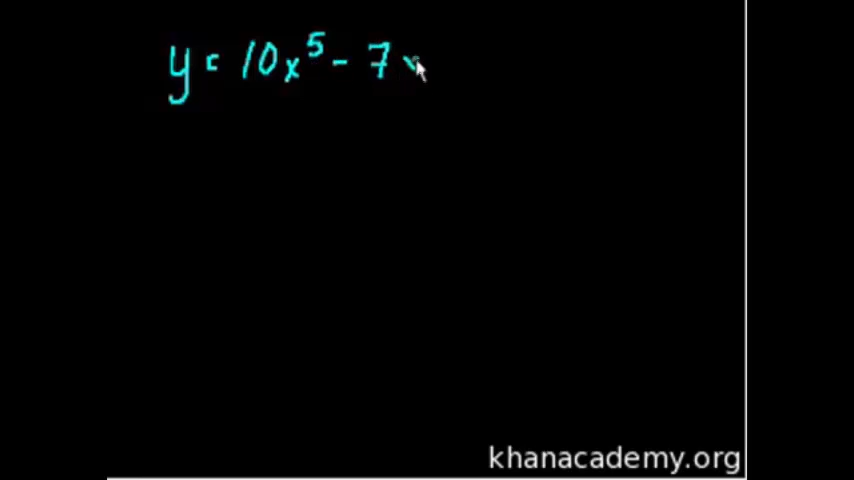 y = 10x⁵ - 7
khanacademy.org